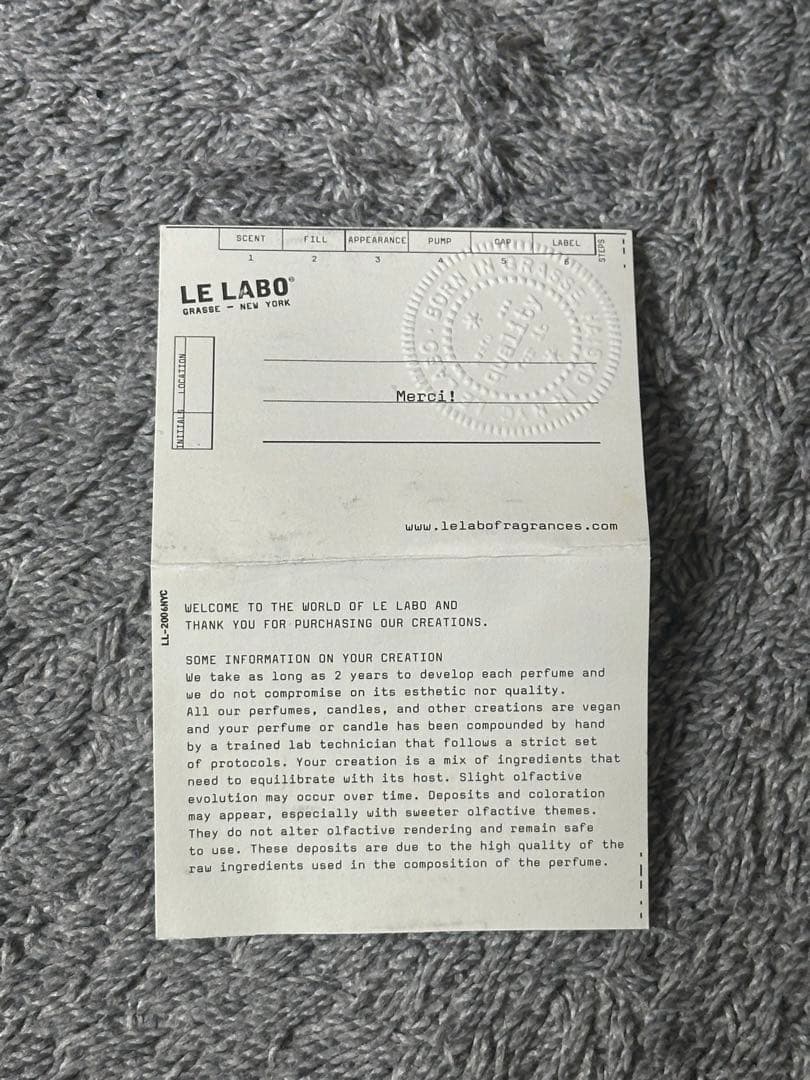 SCENT FILL APPEARANCE PUMP CAP LABEL STEPS
1 2 3 4 5 6
LE LABO®
GRASSE — NEW YORK
BORN IN GRASSE
LOCATION
INITIALS
Merci!
www.lelabofragrances.com
LL-2006NYC
WELCOME TO THE WORLD OF LE LABO AND
THANK YOU FOR PURCHASING OUR CREATIONS.
SOME INFORMATION ON YOUR CREATION
We take as long as 2 years to develop each perfume and
we do not compromise on its esthetic nor quality.
All our perfumes, candles, and other creations are vegan
and your perfume or candle has been compounded by hand
by a trained lab technician that follows a strict set
of protocols. Your creation is a mix of ingredients that
need to equilibrate with its host. Slight olfactive
evolution may occur over time. Deposits and coloration
may appear, especially with sweeter olfactive themes.
They do not alter olfactive rendering and remain safe
to use. These deposits are due to the high quality of the
raw ingredients used in the composition of the perfume.